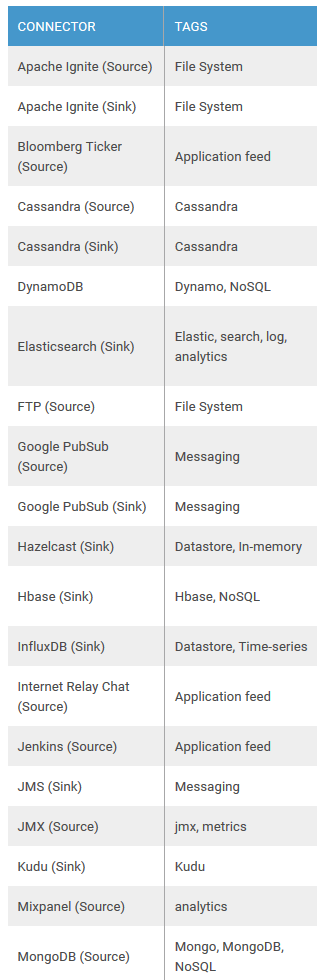 CONNECTOR TAGS
Apache Ignite (Source) File System
Apache Ignite (Sink) File System
Bloomberg Ticker
(Source) Application feed
Cassandra (Source) Cassandra
Cassandra (Sink) Cassandra
DynamoDB Dynamo, NoSQL
Elasticsearch (Sink) Elastic, search, log,
analytics
FTP (Source) File System
Google PubSub
(Source) Messaging
Google PubSub (Sink) Messaging
Hazelcast (Sink) Datastore, In-memory
Hbase (Sink) Hbase, NoSQL
InfluxDB (Sink) Datastore, Time-series
Internet Relay Chat
(Source) Application feed
Jenkins (Source) Application feed
JMS (Sink) Messaging
JMX (Source) jmx, metrics
Kudu (Sink) Kudu
Mixpanel (Source) analytics
MongoDB (Source) Mongo, MongoDB,
NoSQL